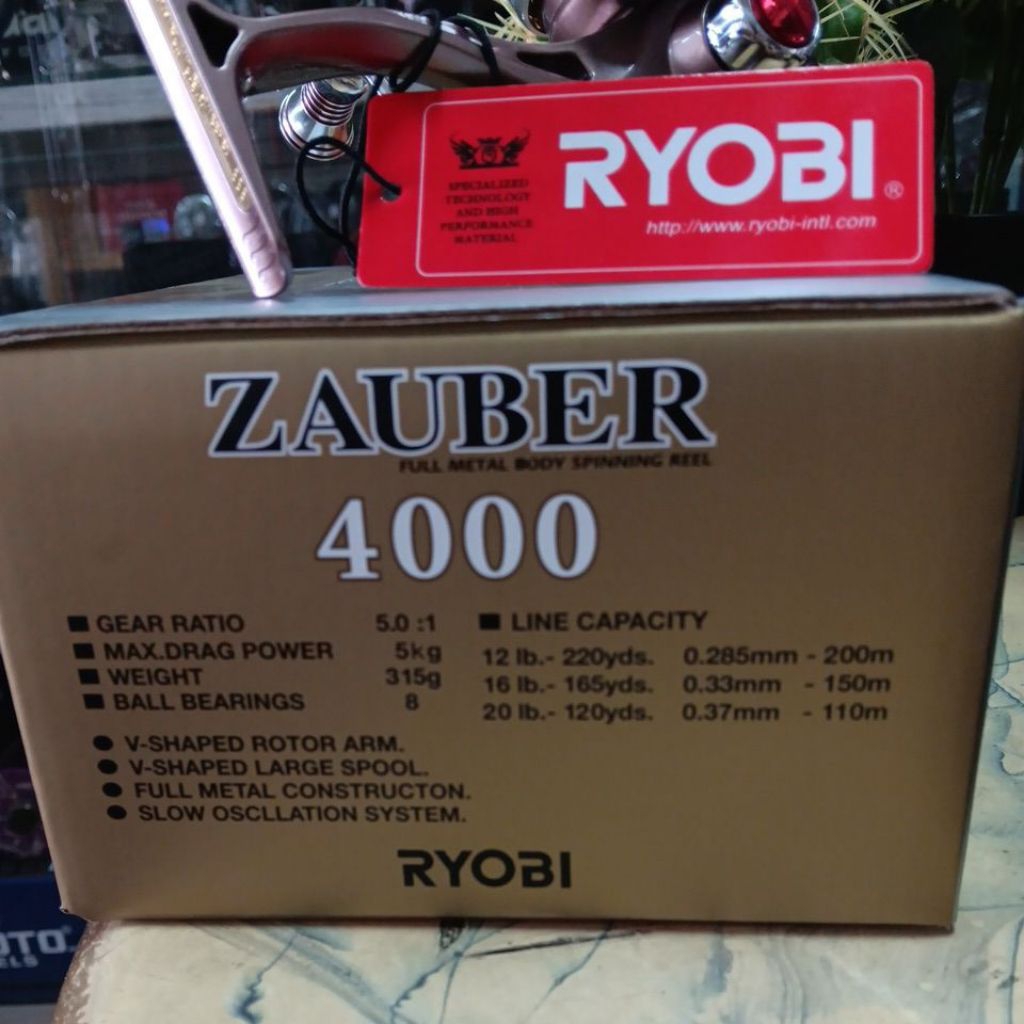 RYOBI®
http://www.ryobi-intl.com
SPECIALIZED
TECHNOLOGY
AND HIGH
PERFORMANCE
MATERIAL
ZAUBER
FULL METAL BODY SPINNING REEL
4000
■ GEAR RATIO 5.0 :1
■ MAX.DRAG POWER 5kg
■ WEIGHT 315g
■ BALL BEARINGS 8
■ LINE CAPACITY
12 lb.- 220yds. 0.285mm - 200m
16 lb.- 165yds. 0.33mm - 150m
20 lb.- 120yds. 0.37mm - 110m
● V-SHAPED ROTOR ARM.
● V-SHAPED LARGE SPOOL.
● FULL METAL CONSTRUCTON.
● SLOW OSCLLATION SYSTEM.
RYOBI